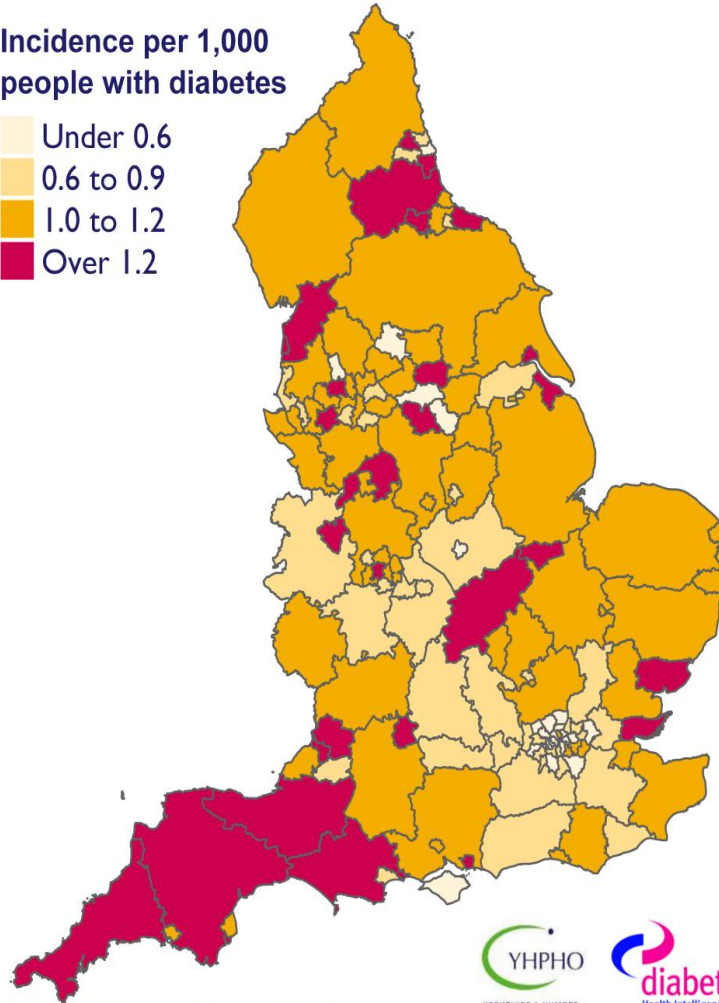 Incidence per 1,000
people with diabetes
Under 0.6
0.6 to 0.9
1.0 to 1.2
Over 1.2
YHPHO
diabet